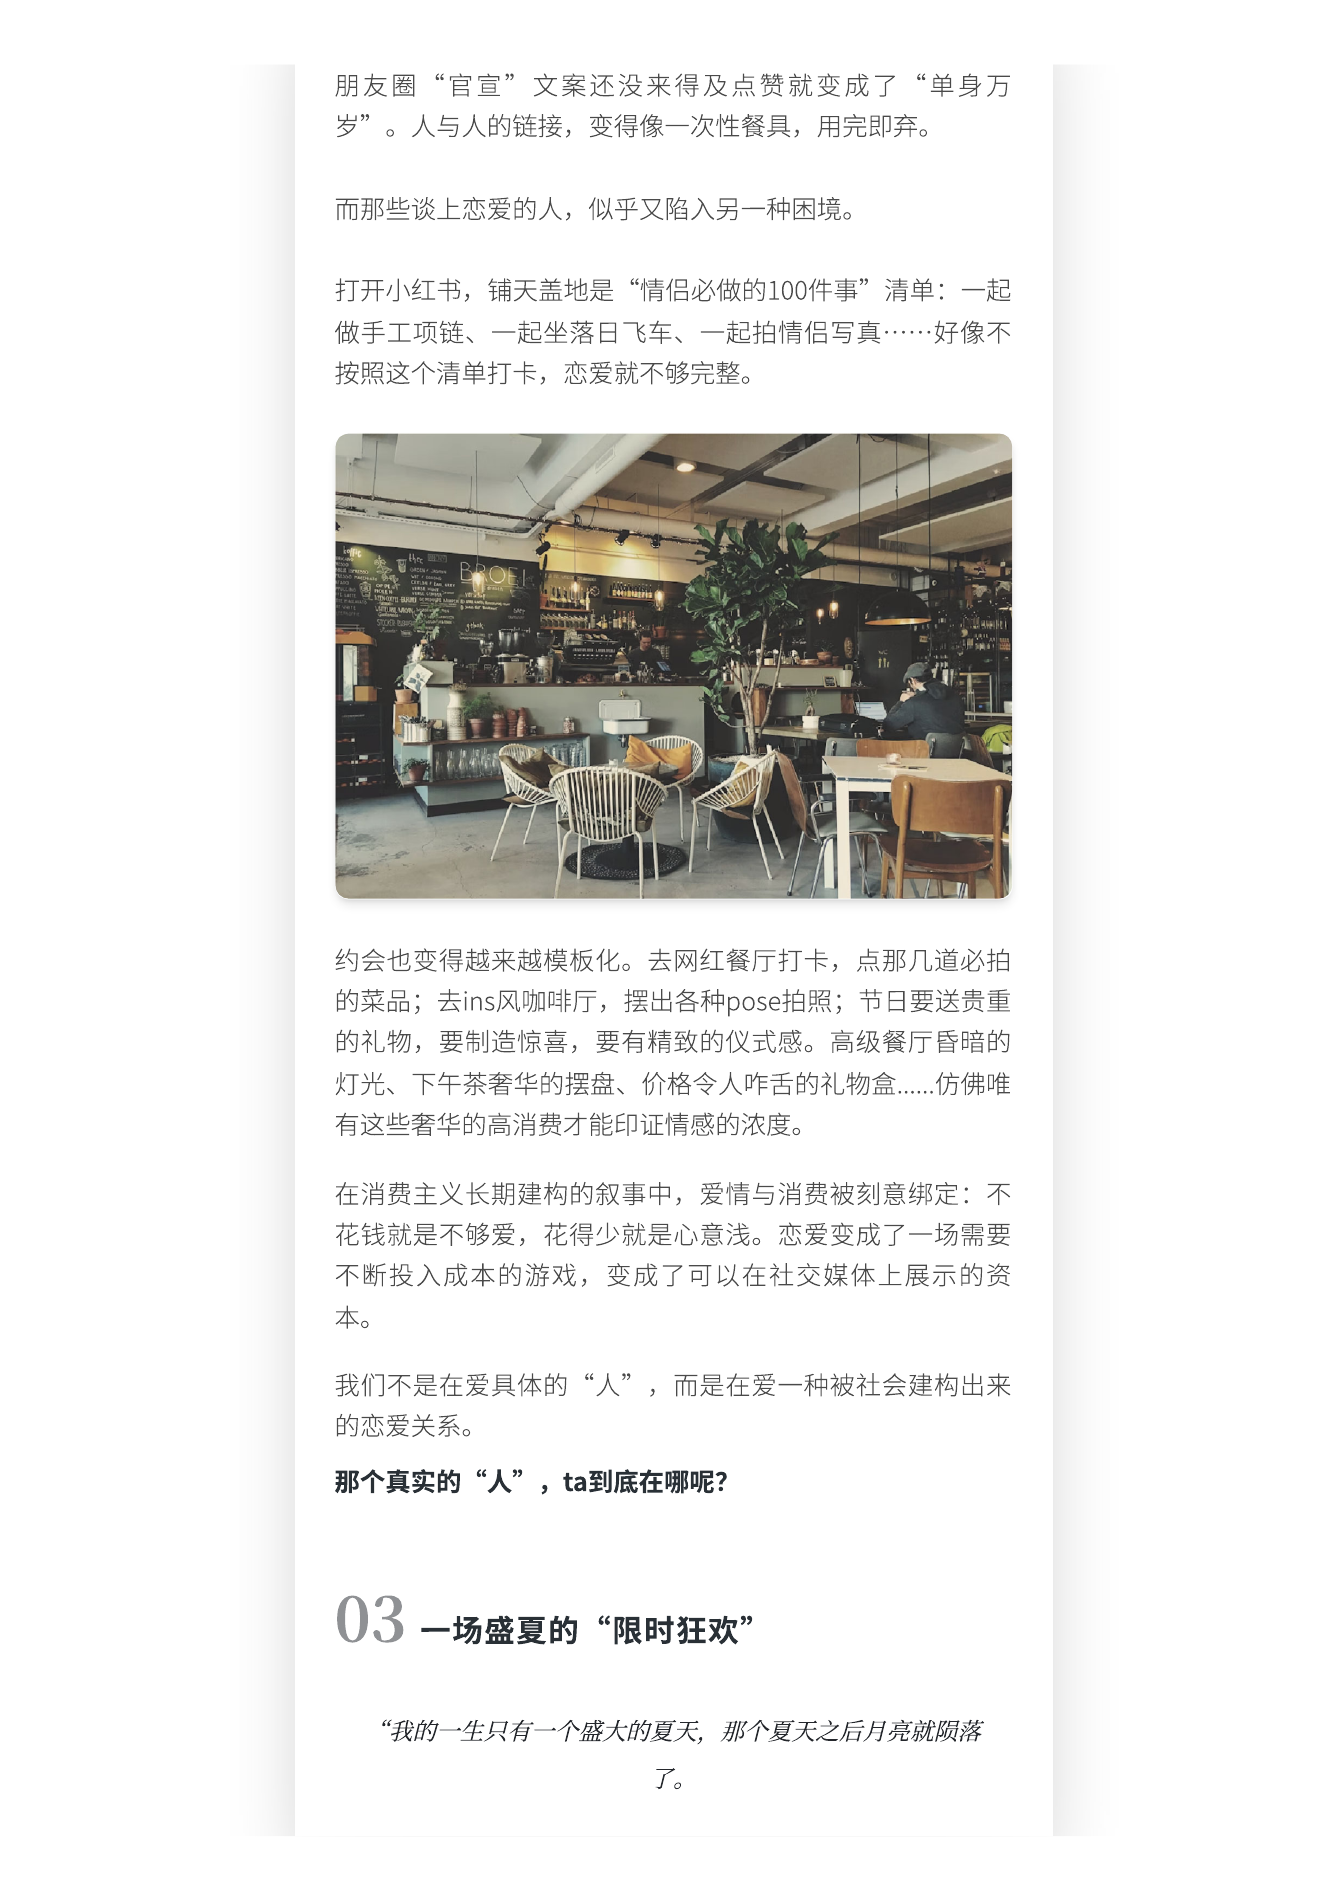 朋友圈“官宣”文案还没来得及点赞就变成了“单身万
岁”。人与人的链接，变得像一次性餐具，用完即弃。
而那些谈上恋爱的人，似乎又陷入另一种困境。
打开小红书，铺天盖地是“情侣必做的100件事”清单：一起
做手工项链、一起坐落日飞车、一起拍情侣写真……好像不
按照这个清单打卡，恋爱就不够完整。
BROEI
约会也变得越来越模板化。去网红餐厅打卡，点那几道必拍
的菜品；去ins风咖啡厅，摆出各种pose拍照；节日要送贵重
的礼物，要制造惊喜，要有精致的仪式感。高级餐厅昏暗的
灯光、下午茶奢华的摆盘、价格令人咋舌的礼物盒......仿佛唯
有这些奢华的高消费才能印证情感的浓度。
在消费主义长期建构的叙事中，爱情与消费被刻意绑定：不
花钱就是不够爱，花得少就是心意浅。恋爱变成了一场需要
不断投入成本的游戏，变成了可以在社交媒体上展示的资
本。
我们不是在爱具体的“人”，而是在爱一种被社会建构出来
的恋爱关系。
那个真实的“人”，ta到底在哪呢？
03 一场盛夏的“限时狂欢”
“我的一生只有一个盛大的夏天，那个夏天之后月亮就陨落
了。